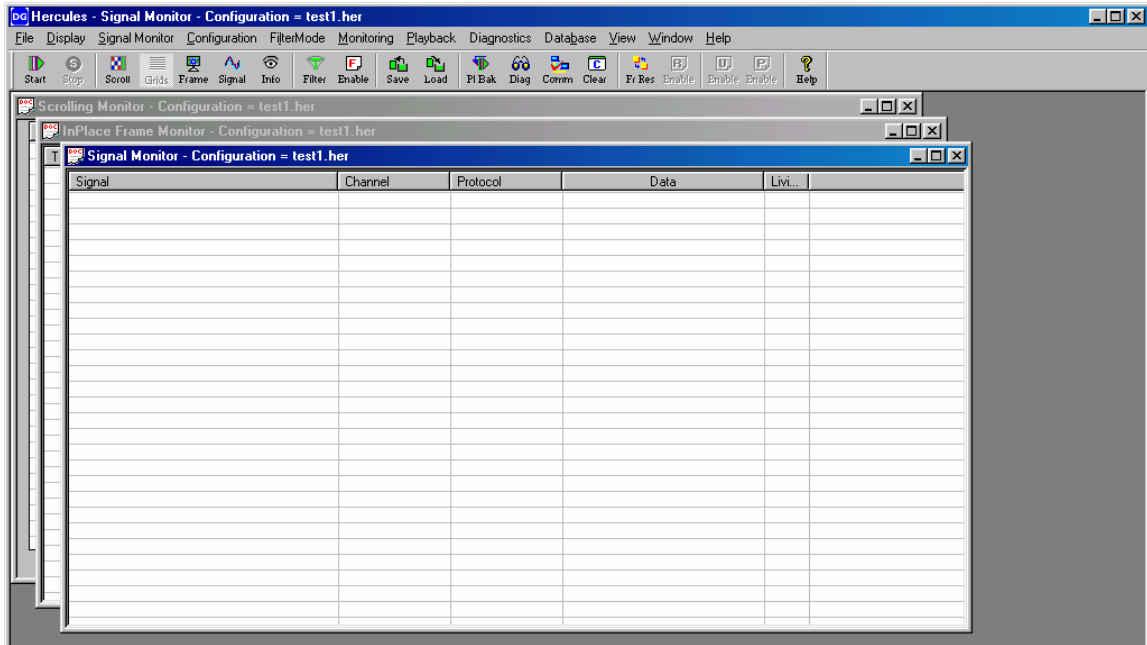 DG Hercules - Signal Monitor - Configuration = test1.her
File Display Signal Monitor Configuration FilterMode Monitoring Playback Diagnostics Database View Window Help
Start Stop Scroll Grids Frame Signal Info Filter Enable Save Load Pl Bak Diag Comm Clear Fr Res Enable Enable Enable Help
Scrolling Monitor - Configuration = test1.her
InPlace Frame Monitor - Configuration = test1.her
T
Signal Monitor - Configuration = test1.her
Signal Channel Protocol Data Livi...